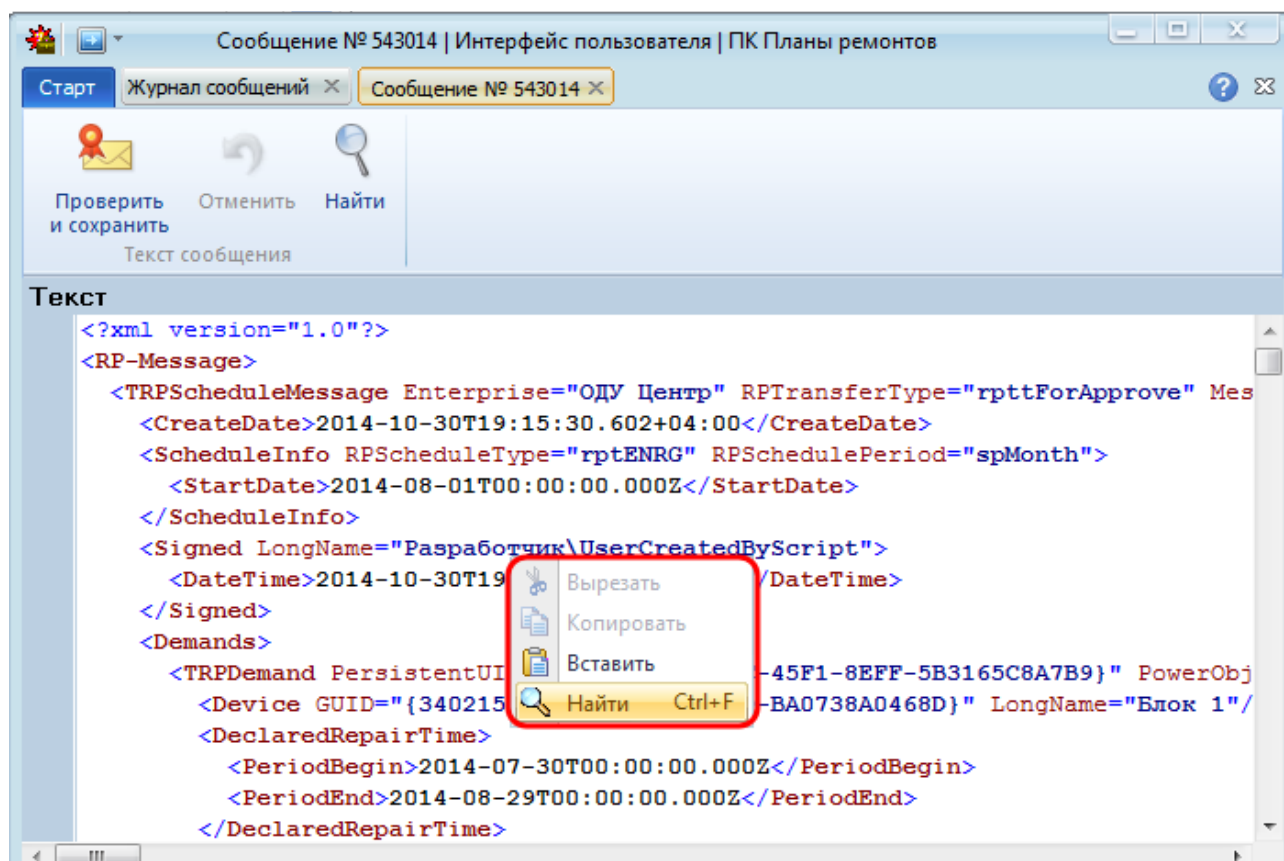 Сообщение № 543014 | Интерфейс пользователя | ПК Планы ремонтов
Старт Журнал сообщений Сообщение № 543014
Проверить и сохранить
Отменить
Найти
Текст сообщения
Текст
<?xml version="1.0"?>
<RP-Message>
<TRPScheduleMessage Enterprise="ОДУ Центр" RPTransferType="rpttForApprove" Mes
<CreateDate>2014-10-30T19:15:30.602+04:00</CreateDate>
<ScheduleInfo RPScheduleType="rptENRG" RPSchedulePeriod="spMonth">
<StartDate>2014-08-01T00:00:00.000Z</StartDate>
</ScheduleInfo>
<Signed LongName="Разработчик\UserCreatedByScript">
<DateTime>2014-10-30T19 /DateTime>
</Signed>
<Demands>
<TRPDemand PersistentUI -45F1-8EFF-5B3165C8A7B9}" PowerObj
<Device GUID="{340215 -BA0738A0468D}" LongName="Блок 1"/
<DeclaredRepairTime>
<PeriodBegin>2014-07-30T00:00:00.000Z</PeriodBegin>
<PeriodEnd>2014-08-29T00:00:00.000Z</PeriodEnd>
</DeclaredRepairTime>
Вырезать
Копировать
Вставить
Найти Ctrl+F